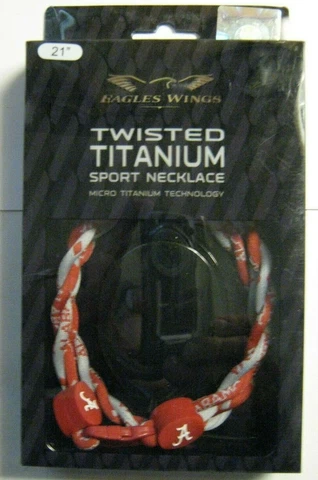 21"
EAGLES WINGS
TWISTED
TITANIUM
SPORT NECKLACE
MICRO TITANIUM TECHNOLOGY
A
A